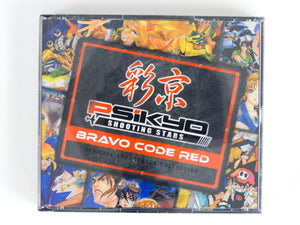 彩京
PSiKYO
SHOOTING STARS
BRAVO CODE RED